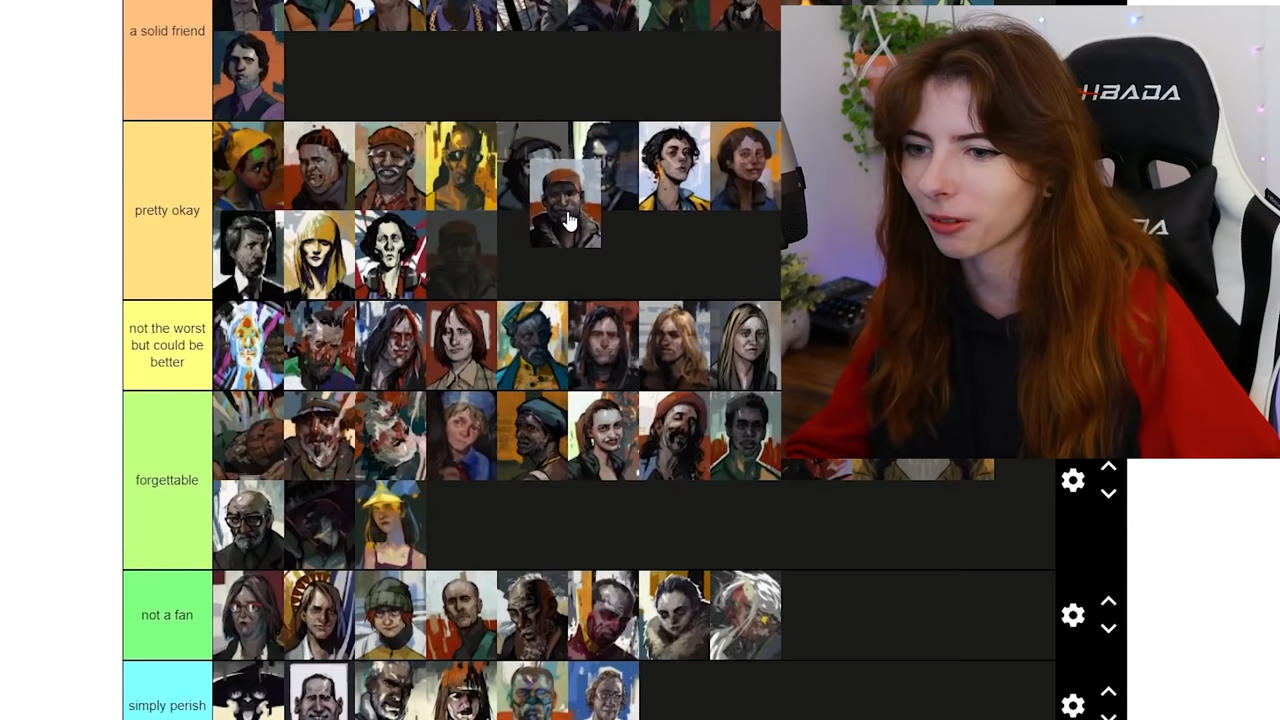 a solid friend
HBADA
pretty okay
not the worst
but could be
better
forgettable
not a fan
simply perish